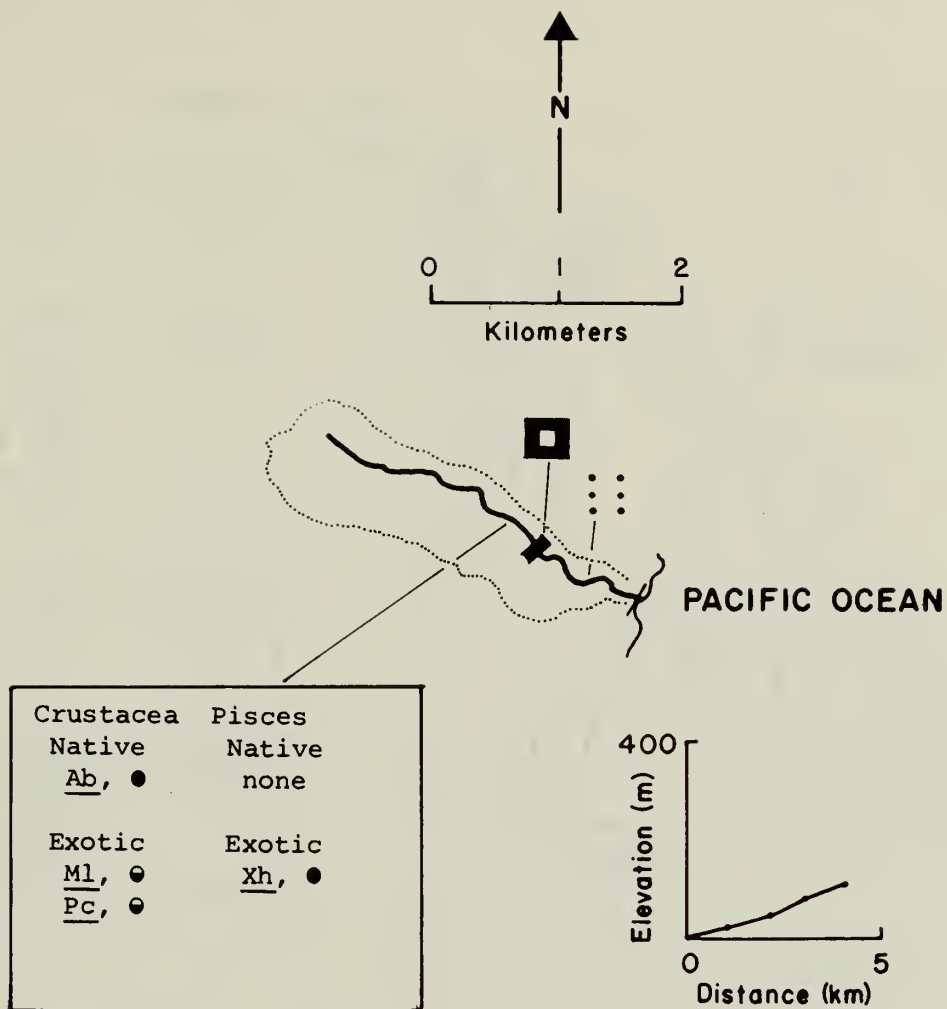 N
0 1 2
Kilometers
PACIFIC OCEAN
Crustacea Pisces
Native Native
Ab, ● none
Exotic Exotic
Ml, ◒ Xh, ●
Pc, ◒
400
Elevation (m)
0 5
Distance (km)